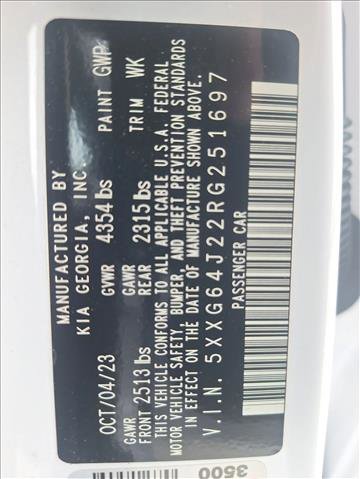 MANUFACTURED BY
KIA GEORGIA, INC
OCT/04/23 GVWR 4354 lbs PAINT GWP
GAWR FRONT 2513 lbs GAWR REAR 2315 lbs TRIM WK
THIS VEHICLE CONFORMS TO ALL APPLICABLE U.S.A. FEDERAL
MOTOR VEHICLE SAFETY, BUMPER, AND THEFT PREVENTION STANDARDS
IN EFFECT ON THE DATE OF MANUFACTURE SHOWN ABOVE.
V.I.N. 5XXG64J22RG251697
PASSENGER CAR
3500